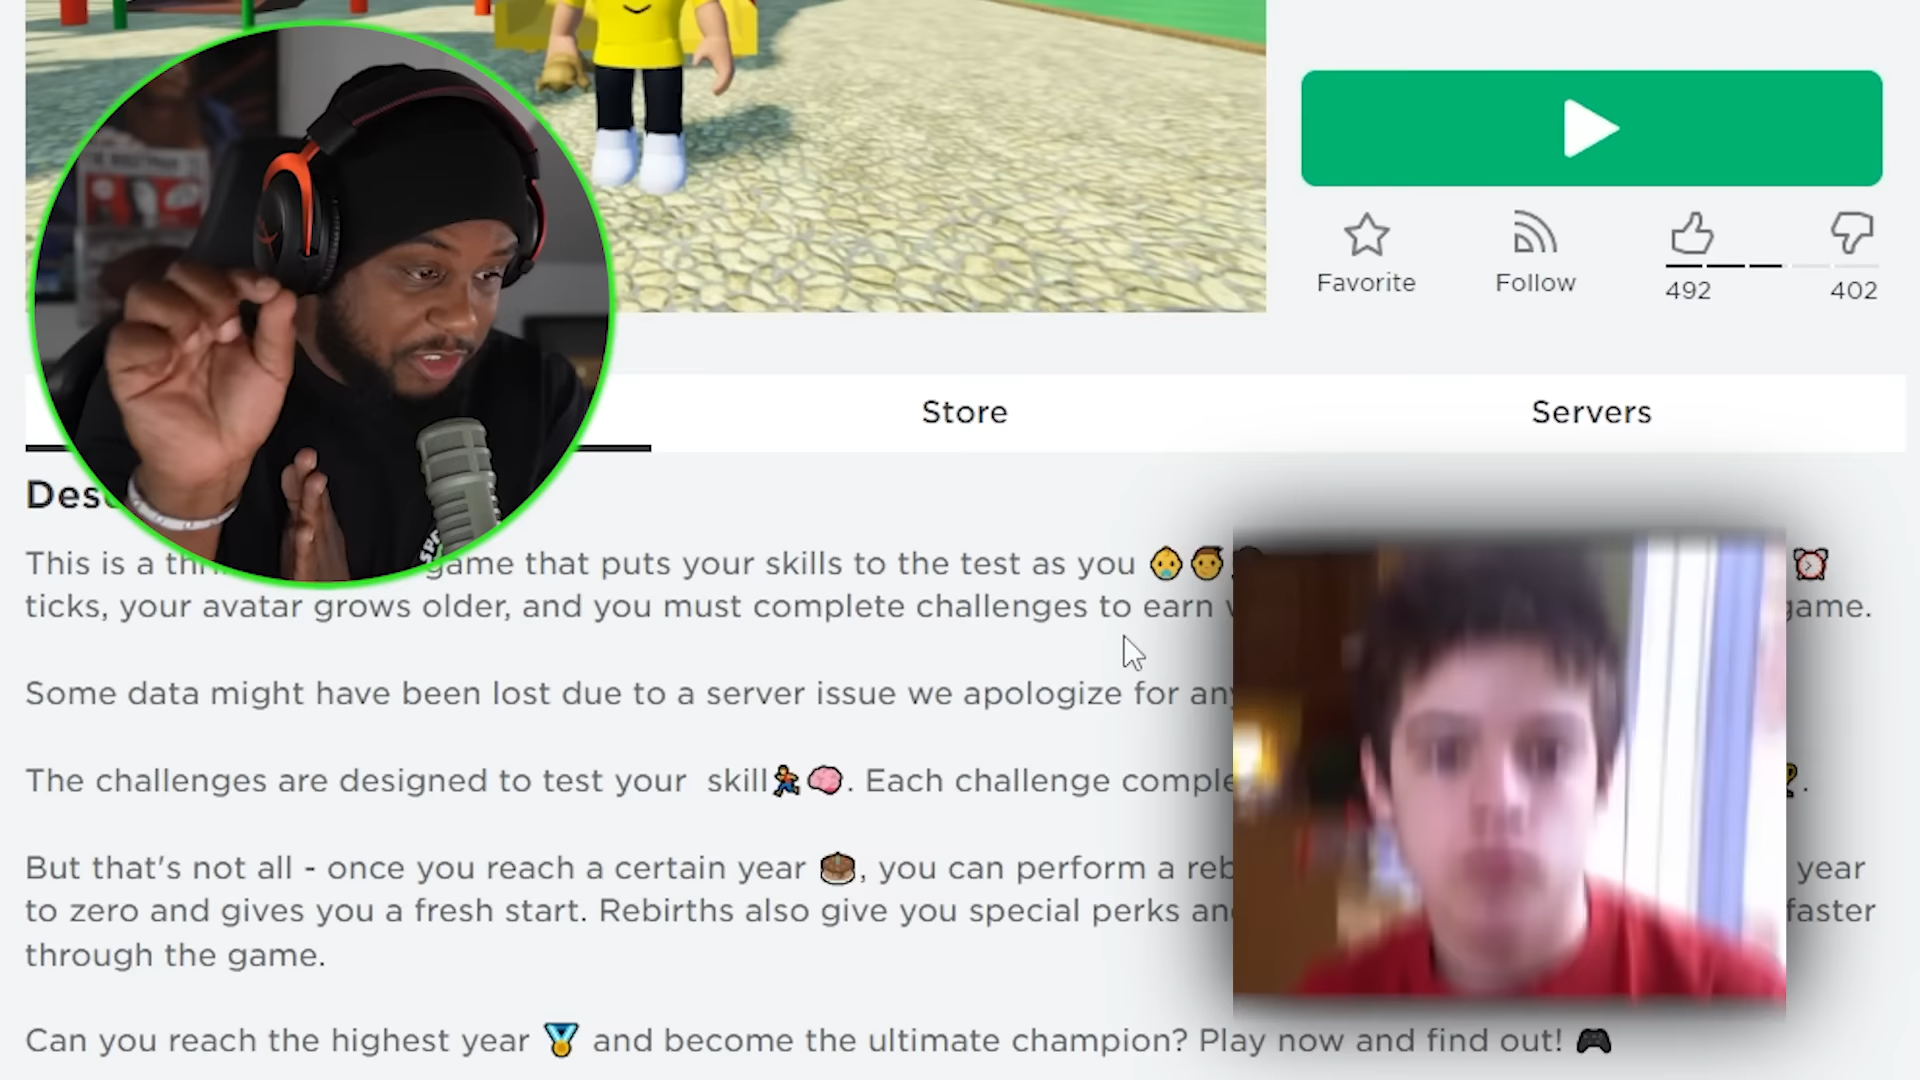 Favorite
Follow
492
402
Store
Servers
Des
This is a game that puts your skills to the test as you 👶👦 ⏰
ticks, your avatar grows older, and you must complete challenges to earn game.
Some data might have been lost due to a server issue we apologize for
The challenges are designed to test your skill🏃🧠. Each challenge .
But that's not all - once you reach a certain year 🎂, you can perform a year
to zero and gives you a fresh start. Rebirths also give you special perks faster
through the game.
Can you reach the highest year 🏅 and become the ultimate champion? Play now and find out! 🎮